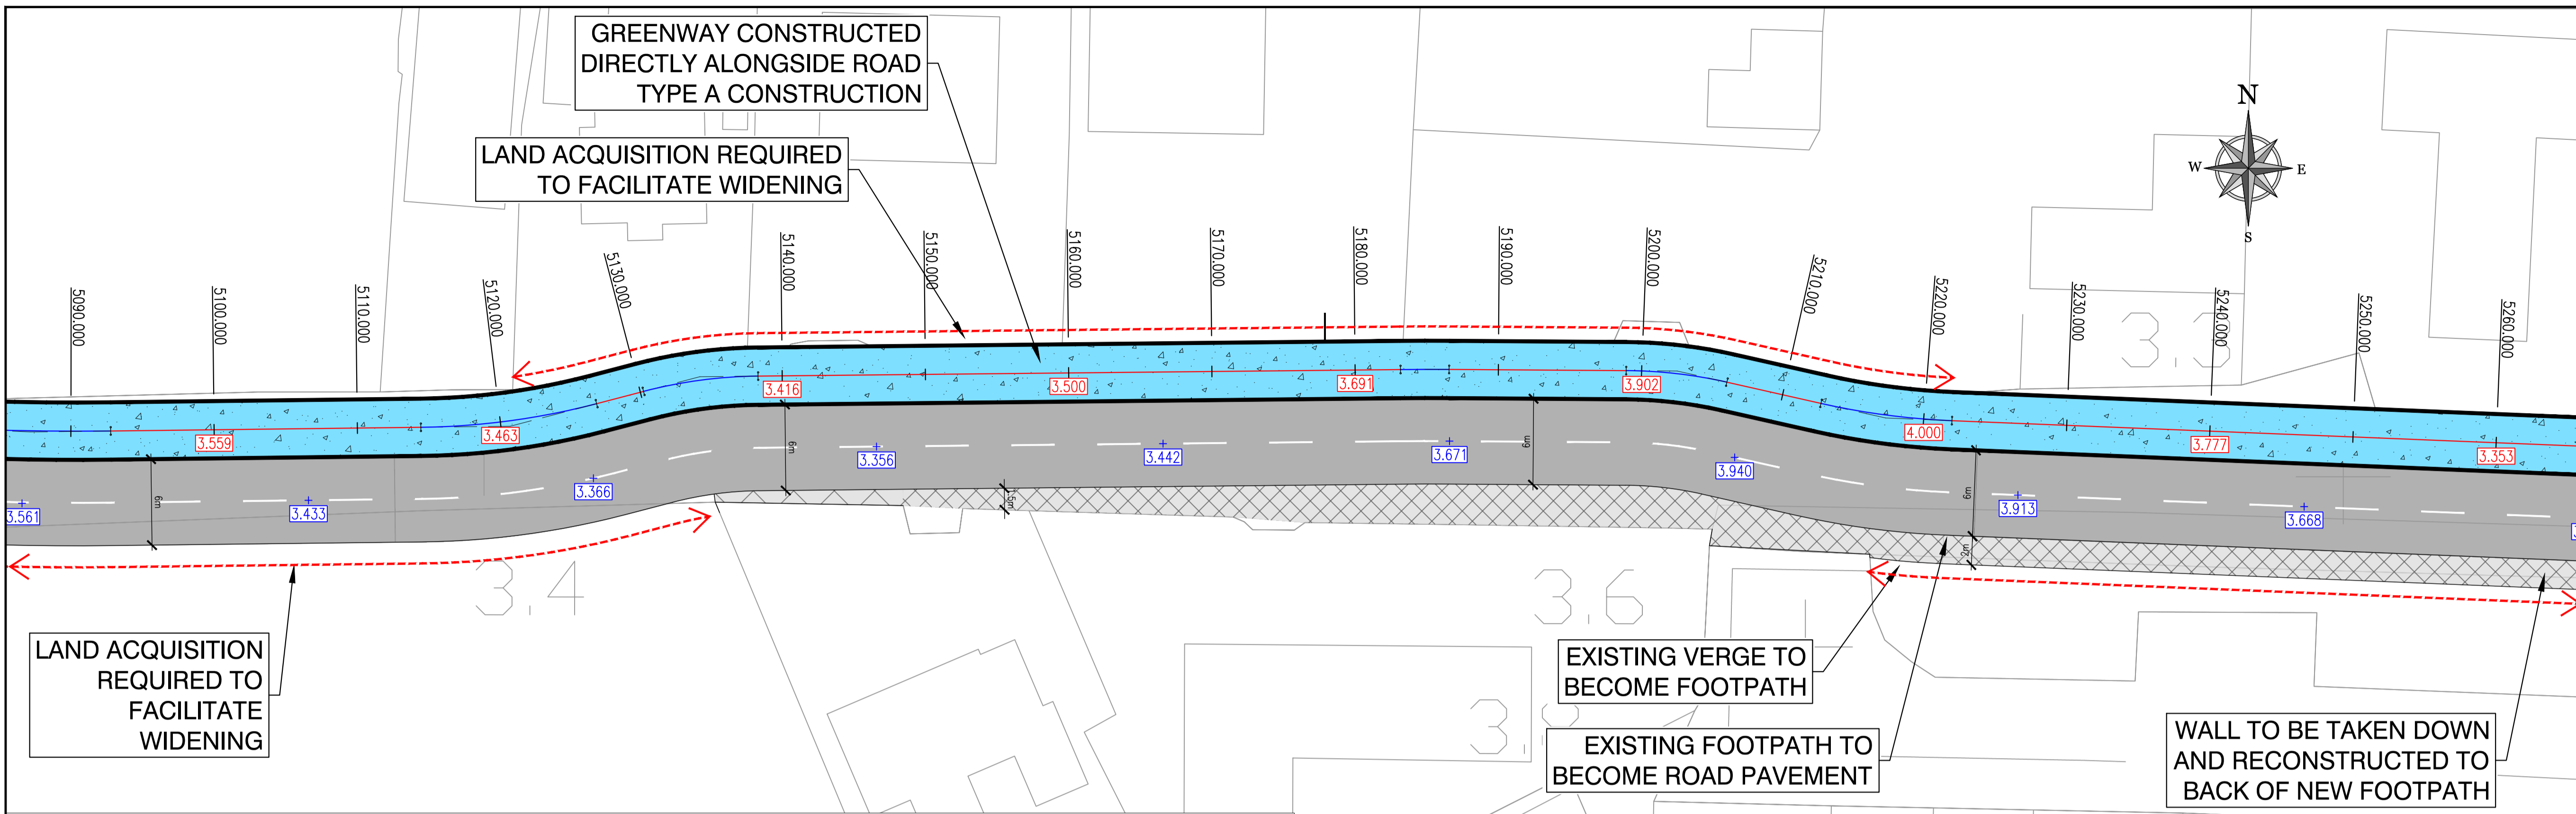 GREENWAY CONSTRUCTED
DIRECTLY ALONGSIDE ROAD
TYPE A CONSTRUCTION
LAND ACQUISITION REQUIRED
TO FACILITATE WIDENING
N
W
E
S
5090.000
5100.000
5110.000
5120.000
5130.000
5140.000
5150.000
5160.000
5170.000
5180.000
5190.000
5200.000
5210.000
5220.000
5230.000
5240.000
5250.000
5260.000
3.3
3.559
3.463
3.416
3.500
3.691
3.902
4.000
3.777
3.353
3.561
3.433
3.366
3.356
3.442
3.671
3.940
3.913
3.668
6m
6m
6m
6m
2m
3.4
3.6
LAND ACQUISITION
REQUIRED TO
FACILITATE
WIDENING
EXISTING VERGE TO
BECOME FOOTPATH
EXISTING FOOTPATH TO
BECOME ROAD PAVEMENT
WALL TO BE TAKEN DOWN
AND RECONSTRUCTED TO
BACK OF NEW FOOTPATH